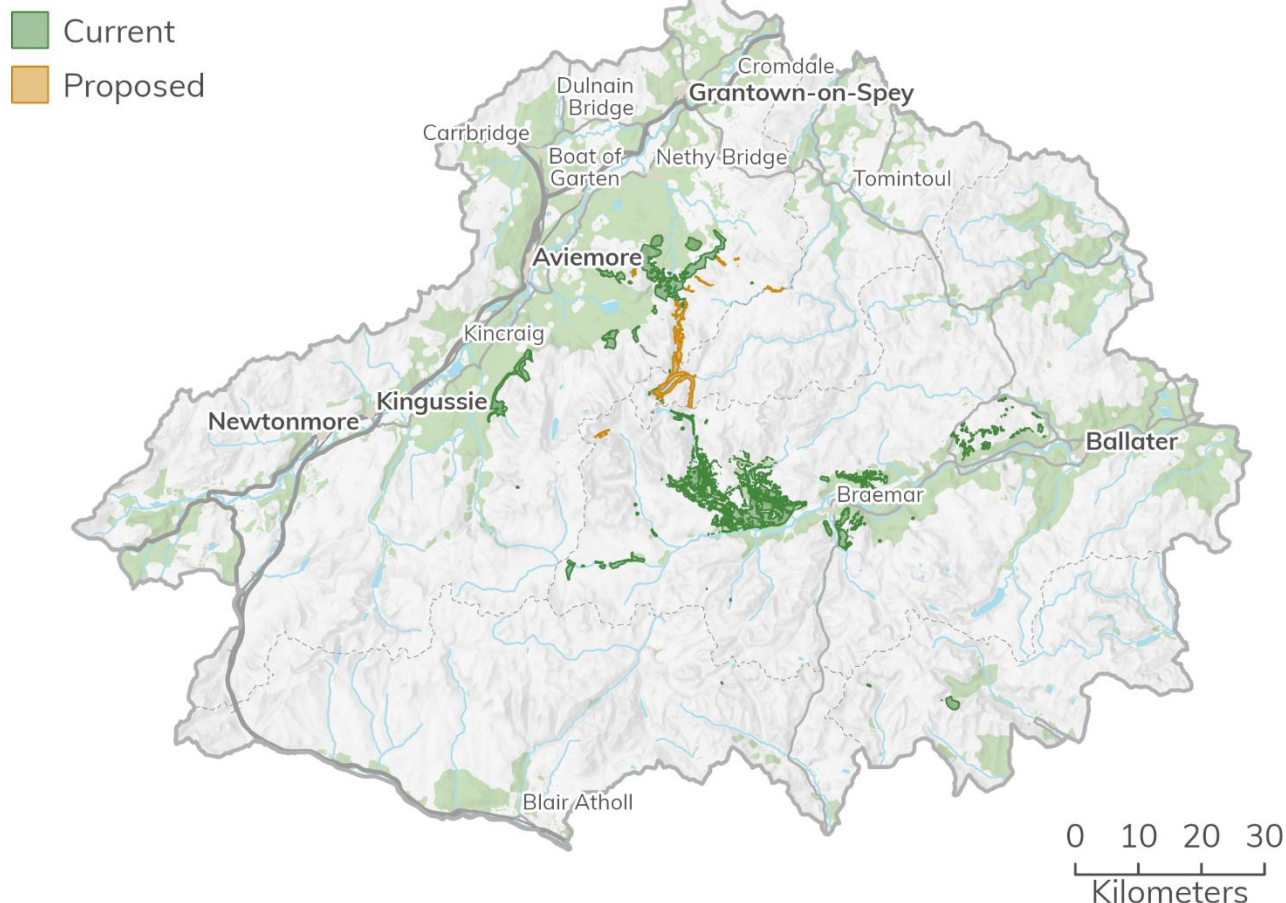 Current
Proposed
Cromdale
Dulnain
Bridge
Grantown-on-Spey
Carrbridge
Boat of
Garten
Nethy Bridge
Tomintoul
Aviemore
Kincraig
Kingussie
Newtonmore
Ballater
Braemar
Blair Atholl
0 10 20 30
Kilometers